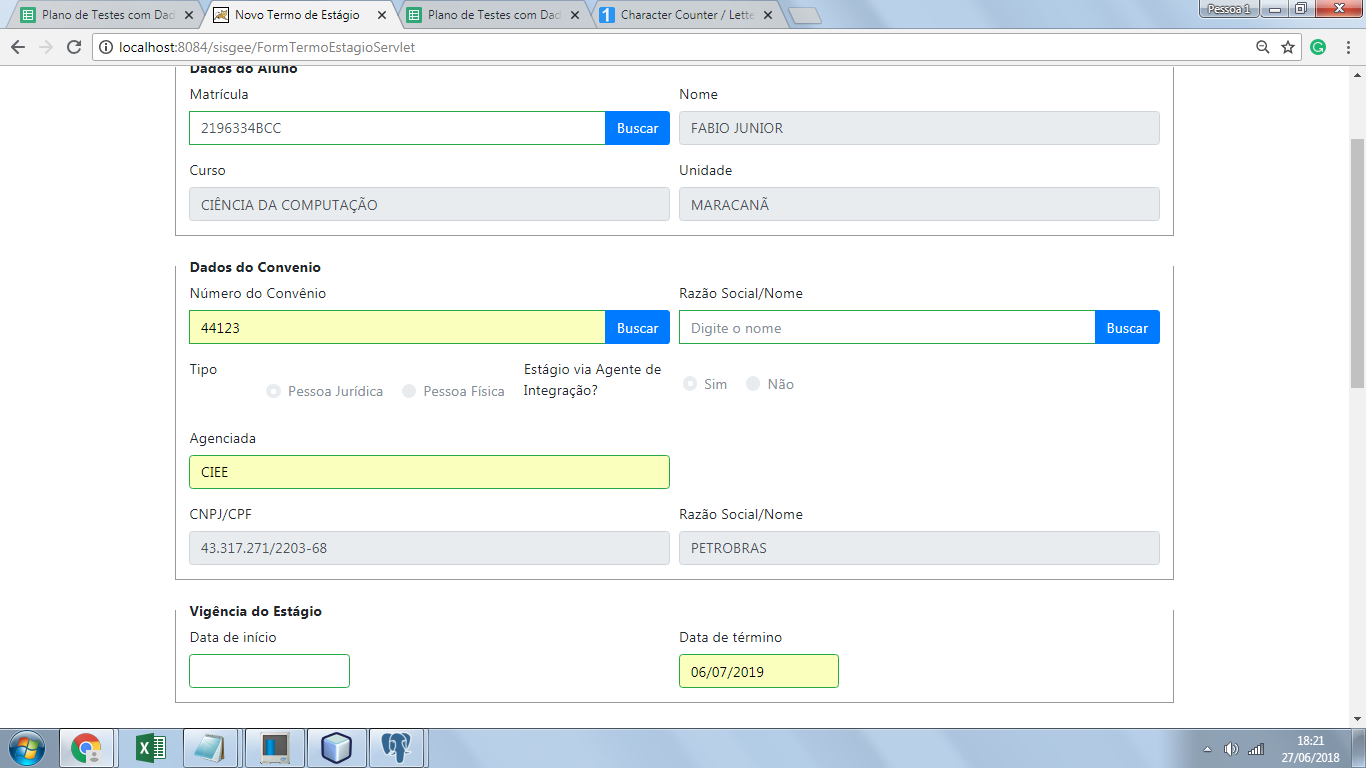 Plano de Testes com Dad
Novo Termo de Estágio
Plano de Testes com Dad
Character Counter / Lette
Pessoa 1
localhost:8084/sisgee/FormTermoEstagioServlet
Dados do Aluno
Matrícula Nome
2196334BCC Buscar FABIO JUNIOR
Curso Unidade
CIÊNCIA DA COMPUTAÇÃO MARACANÃ
Dados do Convenio
Número do Convênio Razão Social/Nome
44123 Buscar Digite o nome Buscar
Tipo
Pessoa Jurídica Pessoa Física
Estágio via Agente de
Integração?
Sim Não
Agenciada
CIEE
CNPJ/CPF Razão Social/Nome
43.317.271/2203-68 PETROBRAS
Vigência do Estágio
Data de início Data de término
06/07/2019
18:21
27/06/2018